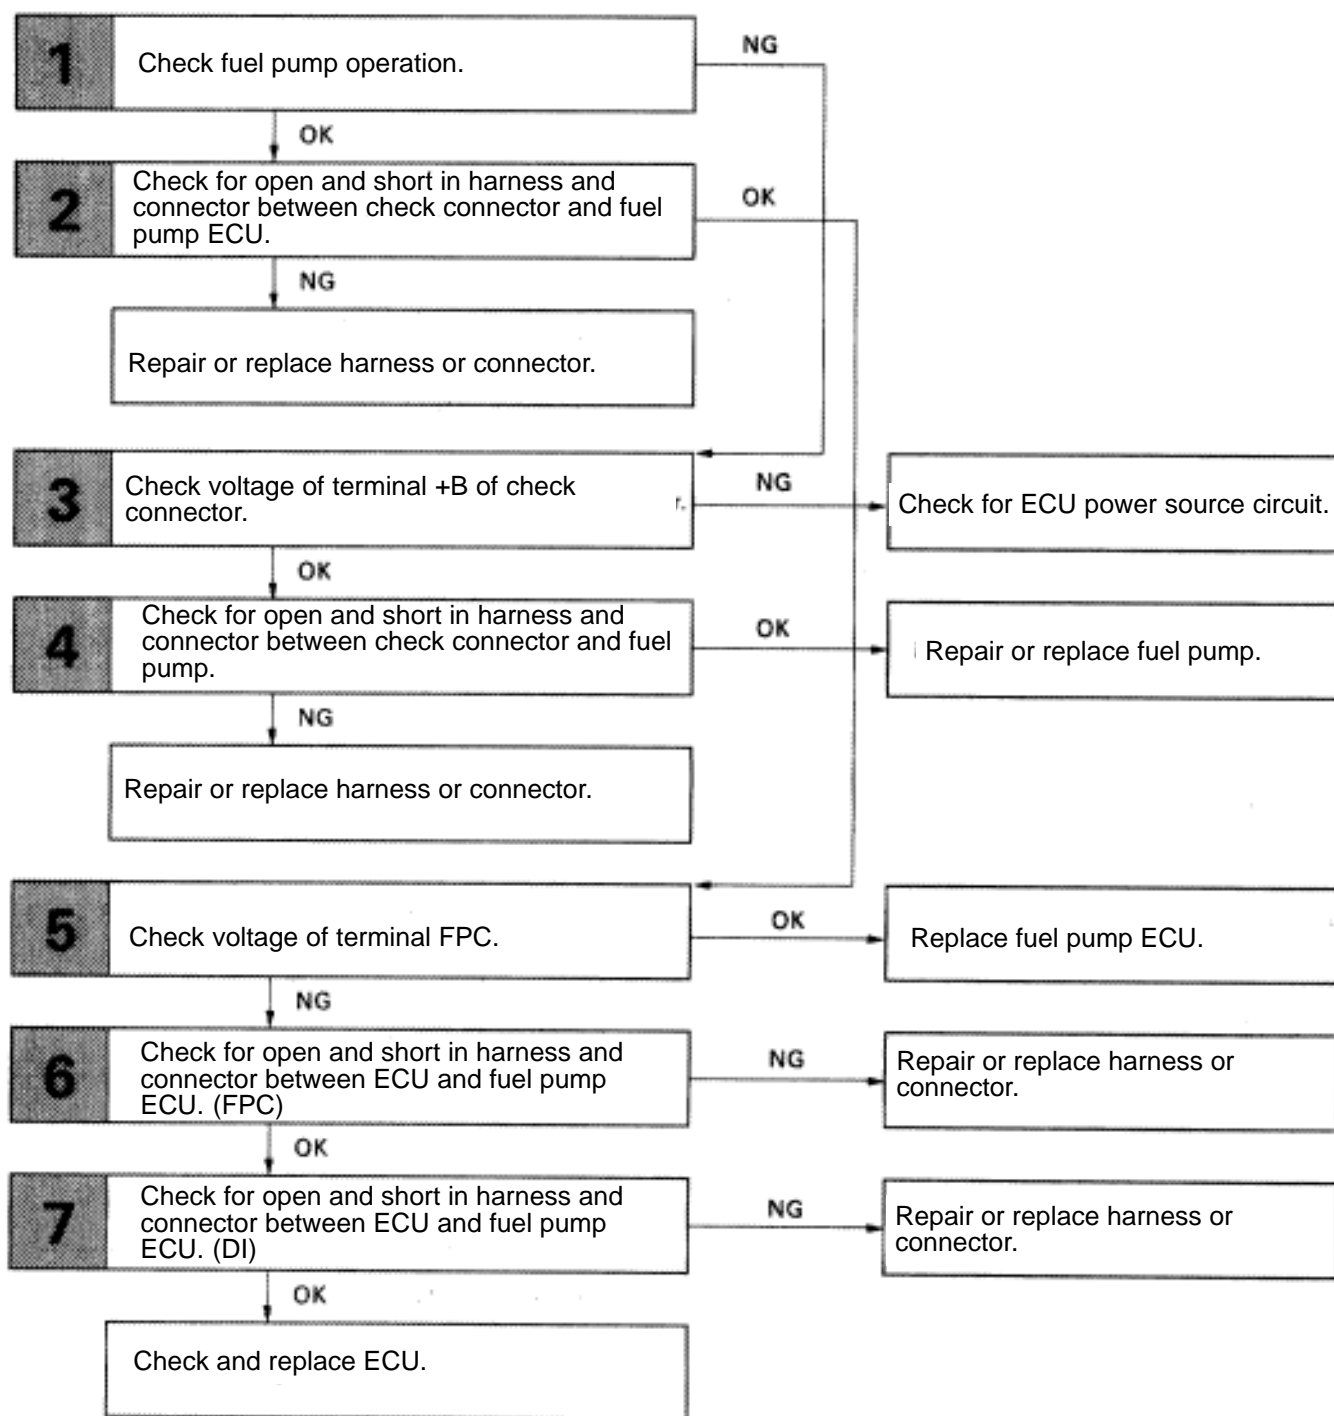 1
Check fuel pump operation.
NG
OK
2
Check for open and short in harness and
connector between check connector and fuel
pump ECU.
OK
NG
Repair or replace harness or connector.
3
Check voltage of terminal +B of check
connector.
r.
NG
Check for ECU power source circuit.
OK
4
Check for open and short in harness and
connector between check connector and fuel
pump.
OK
Repair or replace fuel pump.
NG
Repair or replace harness or connector.
5
Check voltage of terminal FPC.
OK
Replace fuel pump ECU.
NG
6
Check for open and short in harness and
connector between ECU and fuel pump
ECU. (FPC)
NG
Repair or replace harness or
connector.
OK
7
Check for open and short in harness and
connector between ECU and fuel pump
ECU. (DI)
NG
Repair or replace harness or
connector.
OK
Check and replace ECU.